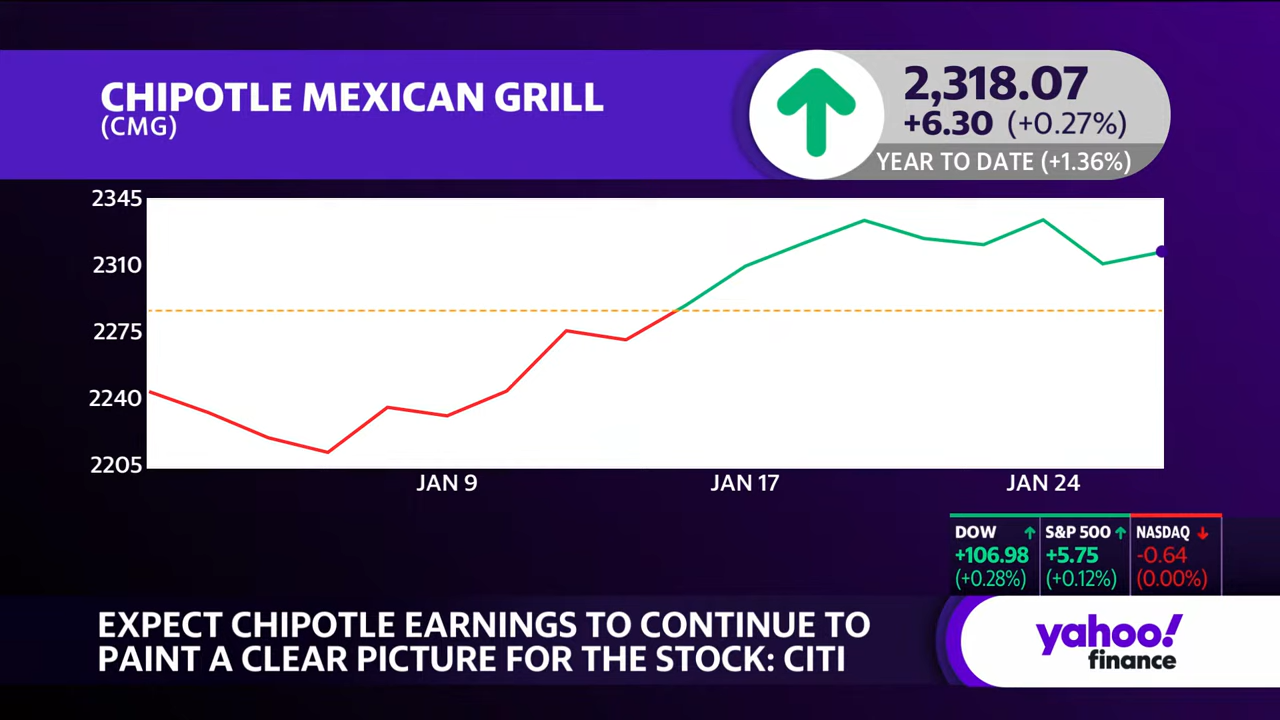 CHIPOTLE MEXICAN GRILL
(CMG)
2,318.07
+6.30 (+0.27%)
YEAR TO DATE (+1.36%)
2345
2310
2275
2240
2205
JAN 9
JAN 17
JAN 24
DOW
+106.98
(+0.28%)
S&P 500
+5.75
(+0.12%)
NASDAQ
-0.64
(0.00%)
EXPECT CHIPOTLE EARNINGS TO CONTINUE TO
PAINT A CLEAR PICTURE FOR THE STOCK: CITI
yahoo!
finance